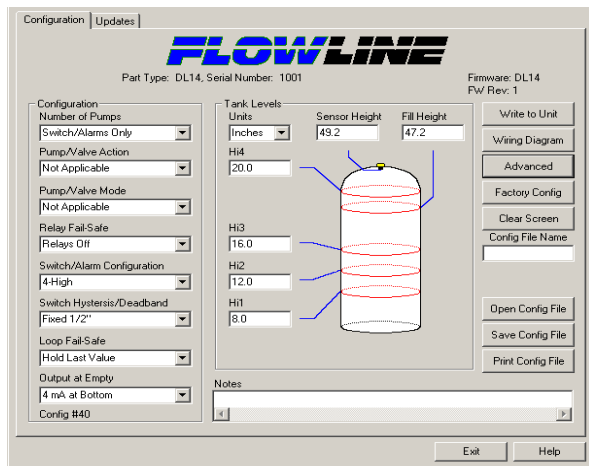 Configuration Updates
FLOWLINE
Part Type: DL14, Serial Number: 1001
Firmware: DL14
FW Rev: 1
Configuration
Number of Pumps
Switch/Alarms Only
Pump/Valve Action
Not Applicable
Pump/Valve Mode
Not Applicable
Relay Fail-Safe
Relays Off
Switch/Alarm Configuration
4-High
Switch Hystersis/Deadband
Fixed 1/2"
Loop Fail-Safe
Hold Last Value
Output at Empty
4 mA at Bottom
Config #40
Tank Levels
Units Sensor Height Fill Height
Inches 49.2 47.2
Hi4
20.0
Hi3
16.0
Hi2
12.0
Hi1
8.0
Notes
Write to Unit
Wiring Diagram
Advanced
Factory Config
Clear Screen
Config File Name
Open Config File
Save Config File
Print Config File
Exit Help